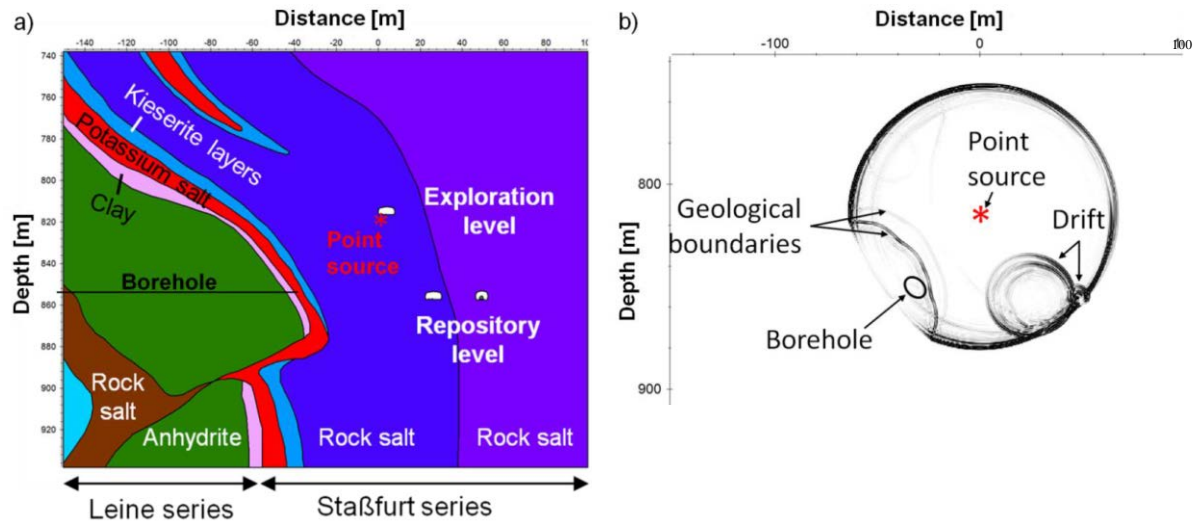 a)
Distance [m]
-140 -120 -100 -80 -60 -40 -20 0 20 40 60 80 100
Depth [m]
740
760
780
800
820
840
860
880
900
920
Kieserite layers
Potassium salt
Clay
Exploration
level
Point
source
Borehole
Repository
level
Rock
salt
Anhydrite
Rock salt
Rock salt
Leine series
Staßfurt series
b)
Distance [m]
-100 0 100
Depth [m]
800
900
Point
source
Geological
boundaries
Drift
Borehole